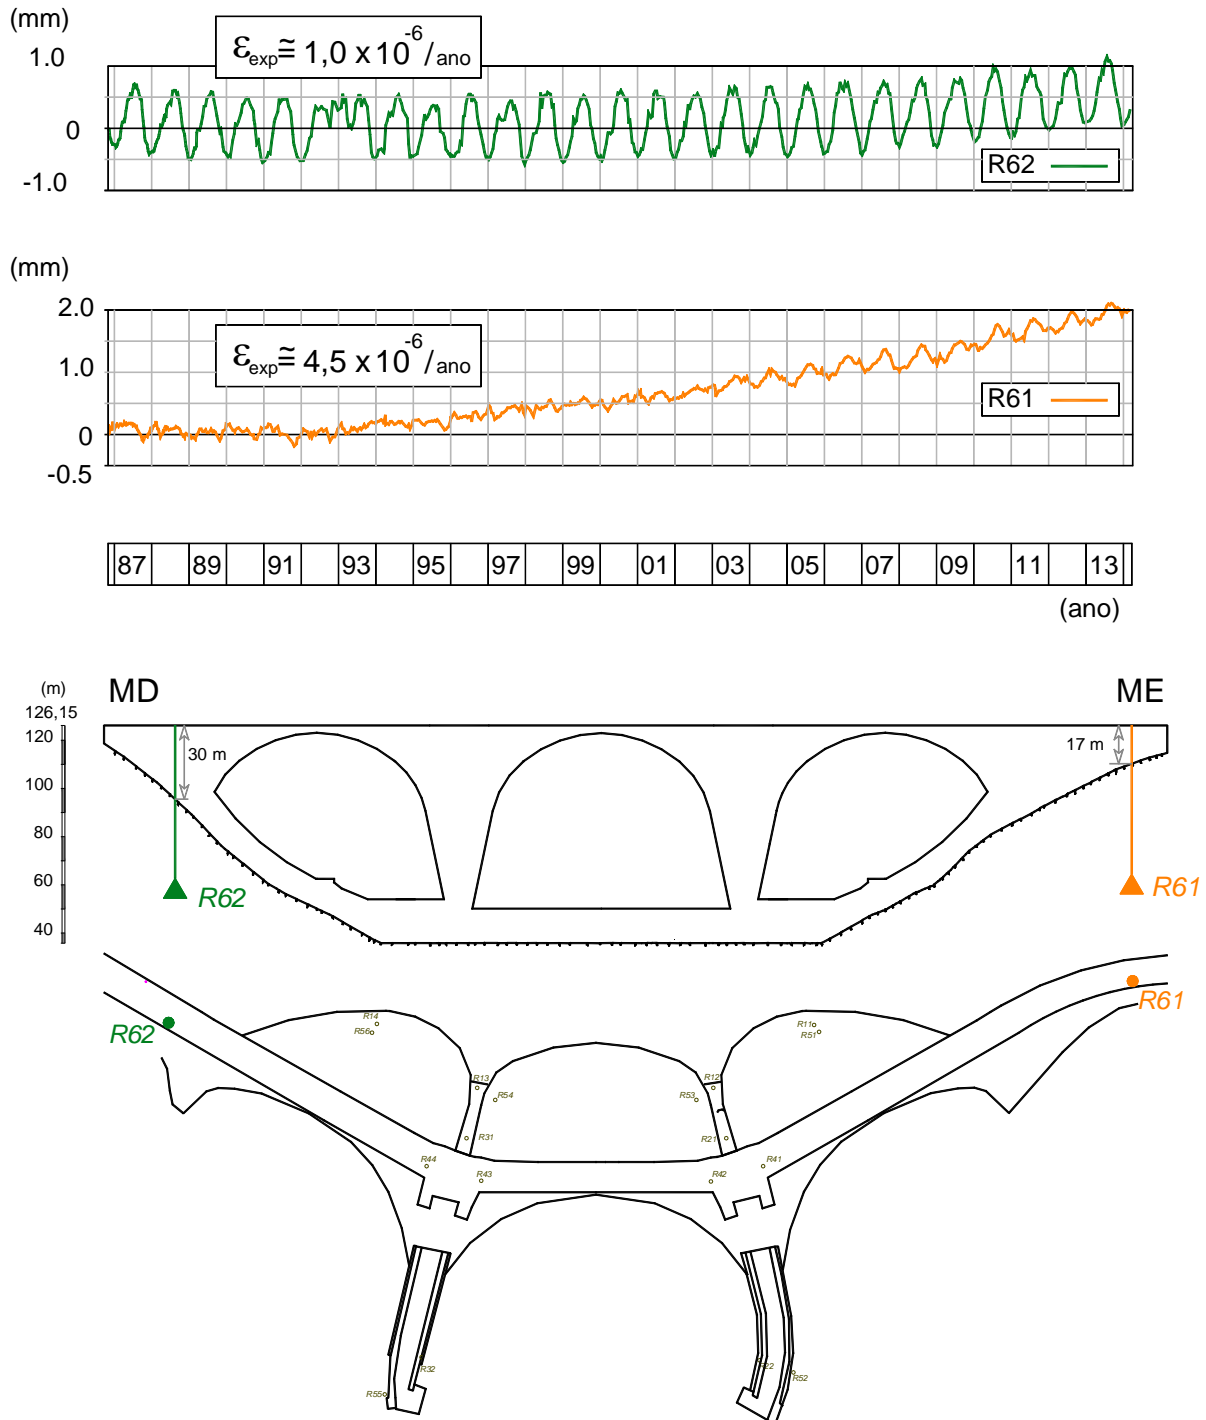 (mm)
1.0
0
-1.0
εexp≅ 1,0 x 10-6/ano
R62
(mm)
2.0
1.0
0
-0.5
εexp≅ 4,5 x 10-6/ano
R61
87 89 91 93 95 97 99 01 03 05 07 09 11 13
(ano)
(m)
MD
ME
126,15
120
100
80
60
40
30 m
17 m
R62
R61
R62
R61
R14
R56
R11
R51
R13
R54
R12
R53
R31
R21
R44
R43
R42
R41
R32
R22
R55
R52